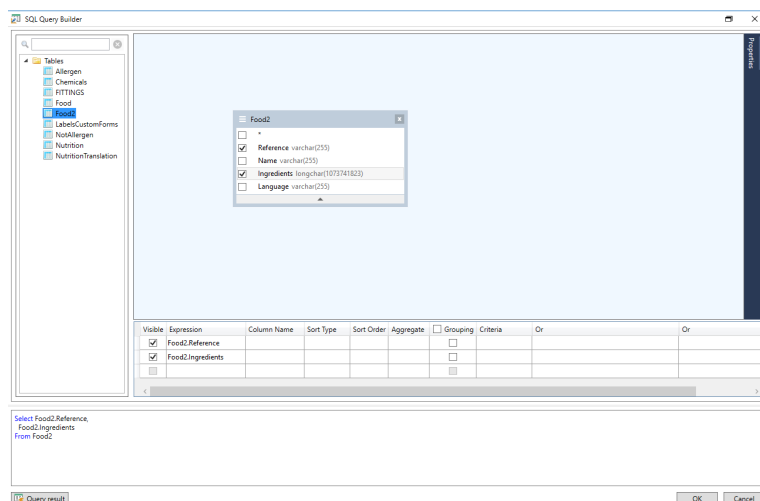 SQL Query Builder
Tables
Allergen
Chemicals
FITTINGS
Food
Food2
LabelsCustomForms
NotAllergen
Nutrition
NutritionTranslation
Properties
Food2
*
Reference varchar(255)
Name varchar(255)
Ingredients longchar(1073741823)
Language varchar(255)
Visible Expression Column Name Sort Type Sort Order Aggregate Grouping Criteria Or Or
Food2.Reference
Food2.Ingredients
Select Food2.Reference,
Food2.Ingredients
From Food2
Query result OK Cancel